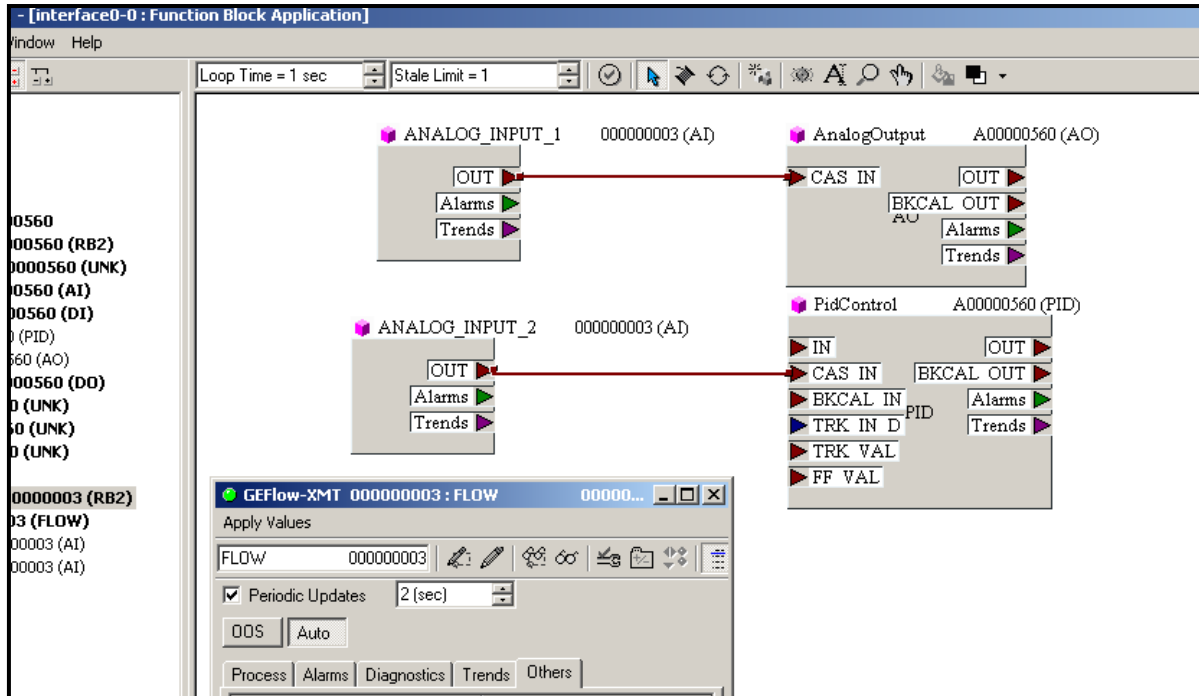 - [interface0-0 : Function Block Application]
Window Help
Loop Time = 1 sec Stale Limit = 1
ANALOG_INPUT_1 000000003 (AI)
OUT
Alarms
Trends
AnalogOutput A00000560 (AO)
CAS IN OUT
BKCAL OUT
AO
Alarms
Trends
ANALOG_INPUT_2 000000003 (AI)
OUT
Alarms
Trends
PidControl A00000560 (PID)
IN OUT
CAS IN BKCAL OUT
BKCAL IN Alarms
PID
TRK IN D Trends
TRK VAL
FF VAL
00560
000560 (RB2)
0000560 (UNK)
00560 (AI)
00560 (DI)
0 (PID)
560 (AO)
000560 (DO)
0 (UNK)
60 (UNK)
0 (UNK)
0000003 (RB2)
03 (FLOW)
00003 (AI)
00003 (AI)
GEFlow-XMT 000000003 : FLOW 00000...
Apply Values
FLOW 000000003
Periodic Updates 2 (sec)
OOS Auto
Process Alarms Diagnostics Trends Others